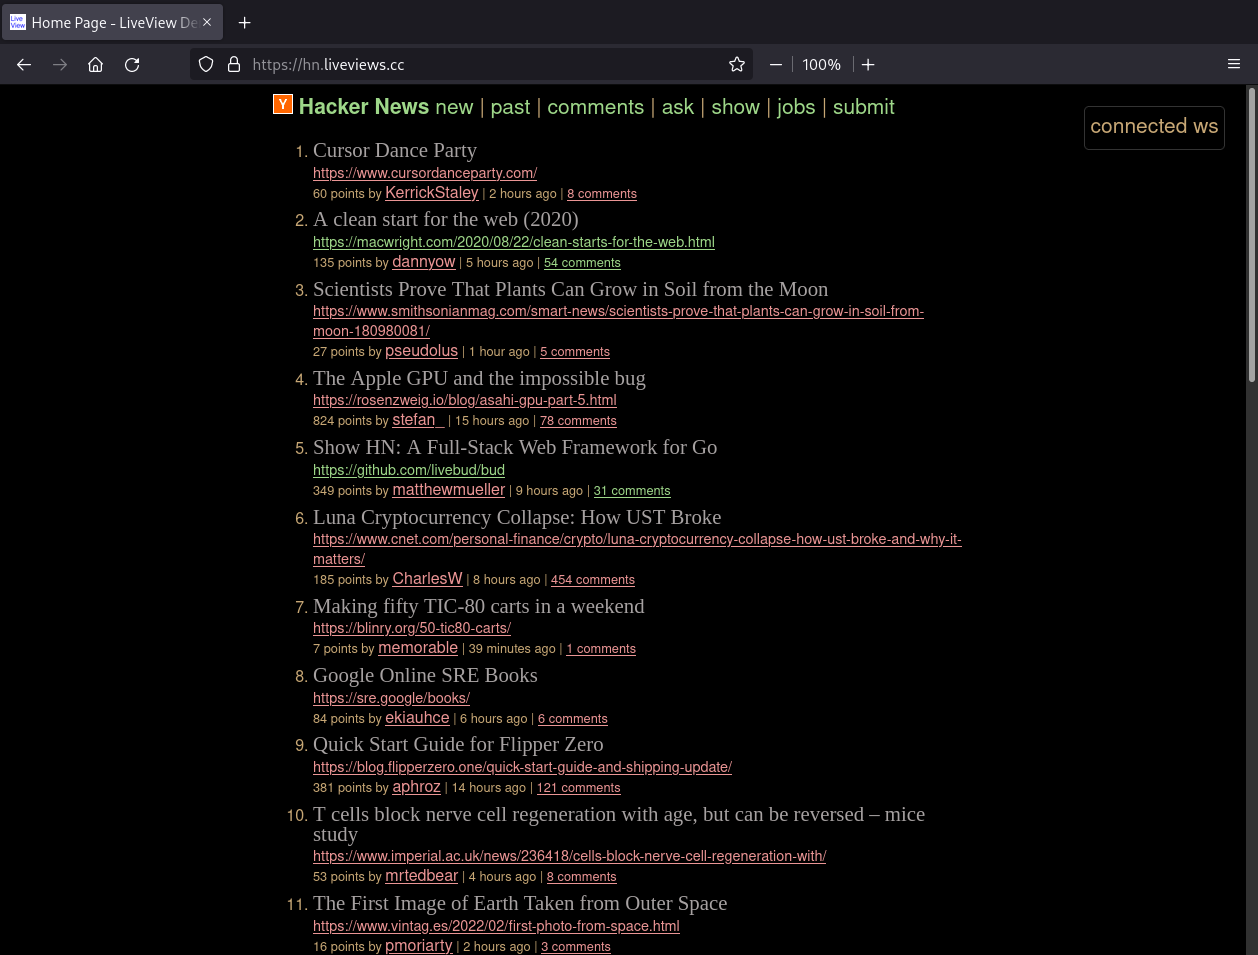 Live View Home Page - LiveView De
https://hn.liveviews.cc
100%
Y Hacker News new | past | comments | ask | show | jobs | submit
connected ws
1. Cursor Dance Party
https://www.cursordanceparty.com/
60 points by KerrickStaley | 2 hours ago | 8 comments
2. A clean start for the web (2020)
https://macwright.com/2020/08/22/clean-starts-for-the-web.html
135 points by dannyow | 5 hours ago | 54 comments
3. Scientists Prove That Plants Can Grow in Soil from the Moon
https://www.smithsonianmag.com/smart-news/scientists-prove-that-plants-can-grow-in-soil-from-
moon-180980081/
27 points by pseudolus | 1 hour ago | 5 comments
4. The Apple GPU and the impossible bug
https://rosenzweig.io/blog/asahi-gpu-part-5.html
824 points by stefan_ | 15 hours ago | 78 comments
5. Show HN: A Full-Stack Web Framework for Go
https://github.com/livebud/bud
349 points by matthewmueller | 9 hours ago | 31 comments
6. Luna Cryptocurrency Collapse: How UST Broke
https://www.cnet.com/personal-finance/crypto/luna-cryptocurrency-collapse-how-ust-broke-and-why-it-
matters/
185 points by CharlesW | 8 hours ago | 454 comments
7. Making fifty TIC-80 carts in a weekend
https://blinry.org/50-tic80-carts/
7 points by memorable | 39 minutes ago | 1 comments
8. Google Online SRE Books
https://sre.google/books/
84 points by ekiauhce | 6 hours ago | 6 comments
9. Quick Start Guide for Flipper Zero
https://blog.flipperzero.one/quick-start-guide-and-shipping-update/
381 points by aphroz | 14 hours ago | 121 comments
10. T cells block nerve cell regeneration with age, but can be reversed – mice
study
https://www.imperial.ac.uk/news/236418/cells-block-nerve-cell-regeneration-with/
53 points by mrtedbear | 4 hours ago | 8 comments
11. The First Image of Earth Taken from Outer Space
https://www.vintag.es/2022/02/first-photo-from-space.html
16 points by pmoriarty | 2 hours ago | 3 comments